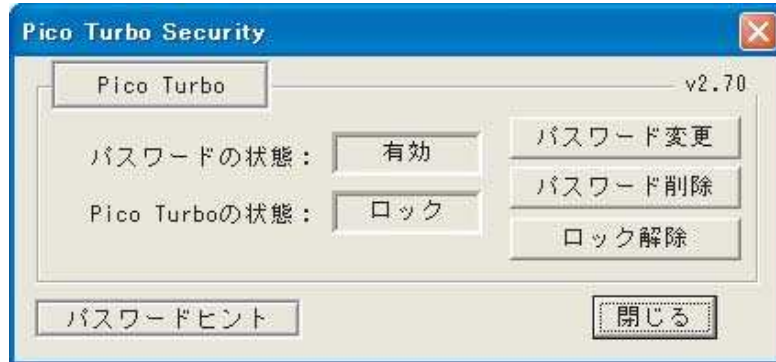 Pico Turbo Security
Pico Turbo
v2.70
パスワードの状態： 有効
Pico Turboの状態： ロック
パスワード変更
パスワード削除
ロック解除
パスワードヒント
閉じる